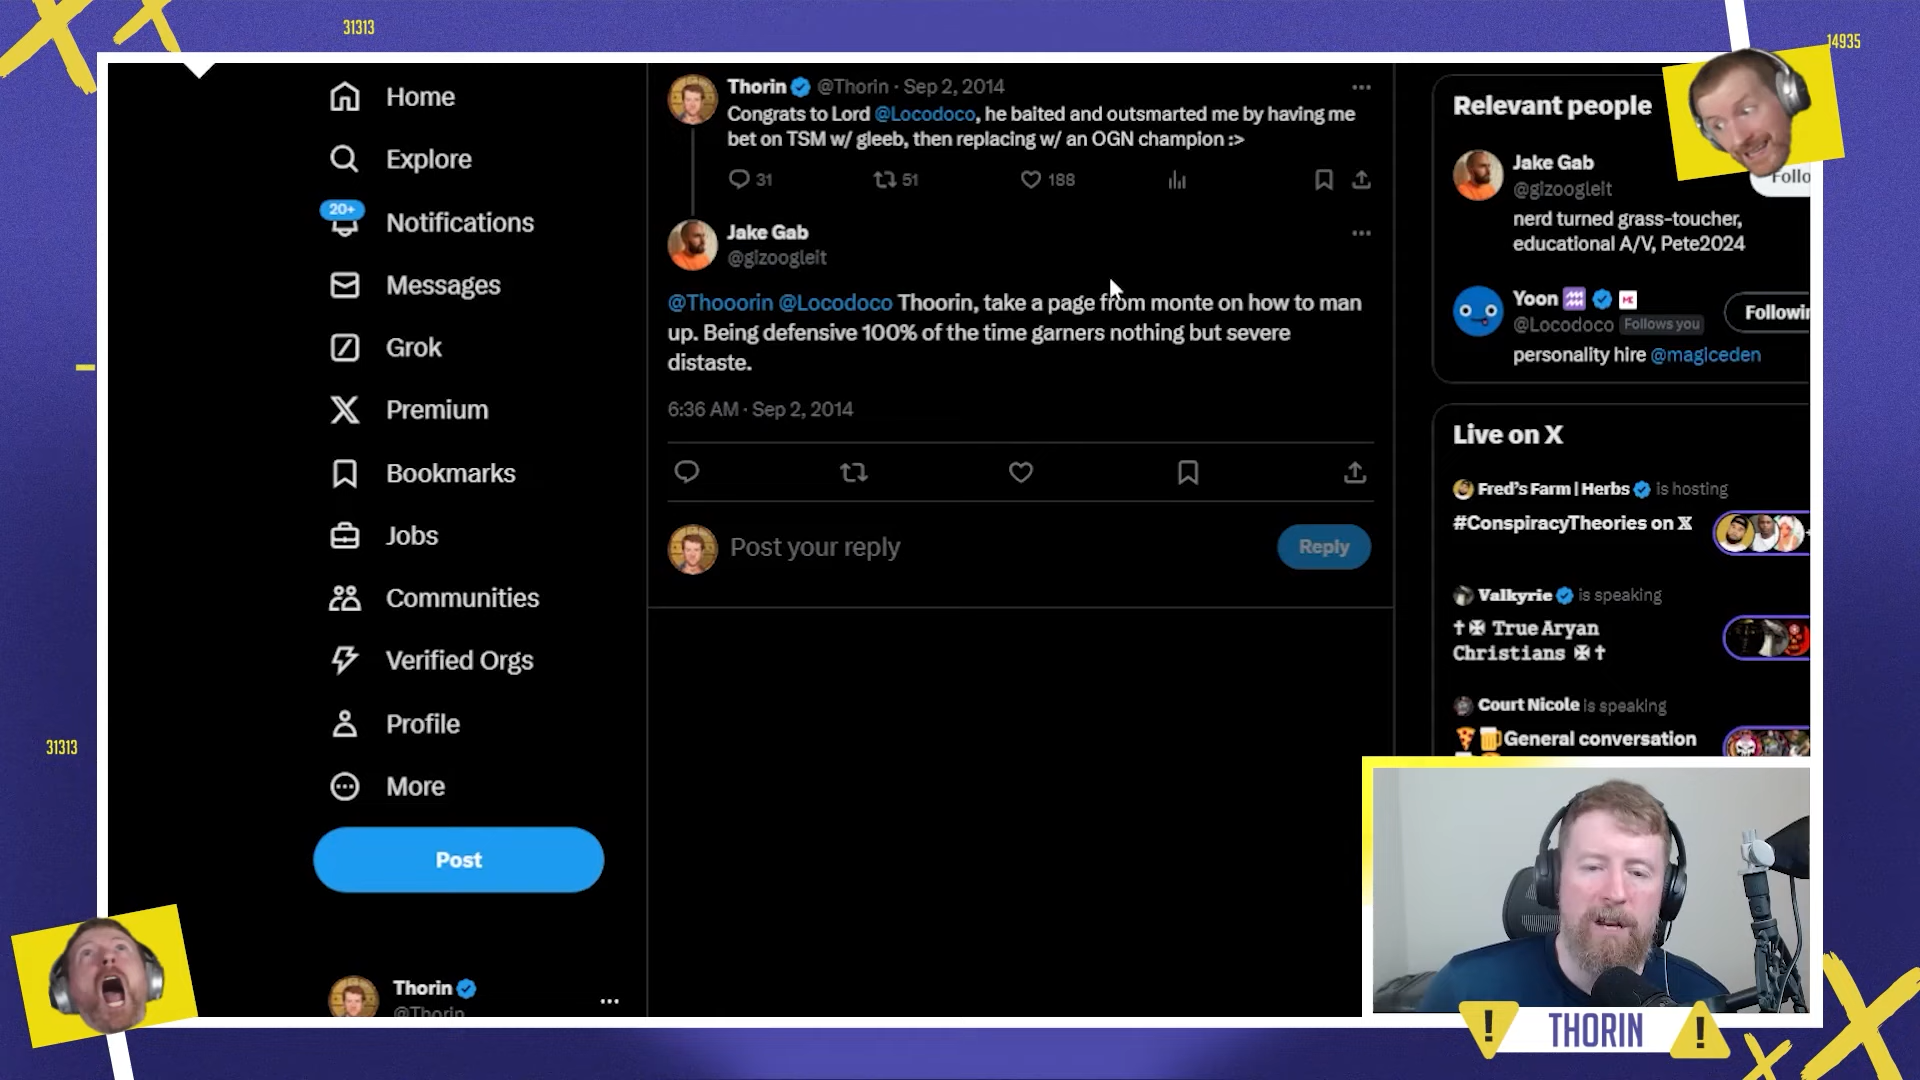 31313
14935
Home
Explore
20+
Notifications
Messages
Grok
Premium
Bookmarks
Jobs
Communities
Verified Orgs
Profile
More
Post
Thorin
@Thorin
Thorin @Thorin · Sep 2, 2014
Congrats to Lord @Locodoco, he baited and outsmarted me by having me
bet on TSM w/ gleeb, then replacing w/ an OGN champion :>
31 51 188
Jake Gab
@gizoogleit
@Thooorin @Locodoco Thoorin, take a page from monte on how to man
up. Being defensive 100% of the time garners nothing but severe
distaste.
6:36 AM · Sep 2, 2014
Post your reply
Reply
Relevant people
Jake Gab
@gizoogleit
Follo
nerd turned grass-toucher,
educational A/V, Pete2024
Yoon
@Locodoco Follows you
Followin
personality hire @magiceden
Live on X
Fred's Farm | Herbs is hosting
#ConspiracyTheories on 𝕏
Valkyrie is speaking
✝✠ True Aryan
Christians ✠✝
Court Nicole is speaking
🍕🍺General conversation
31313
! THORIN !